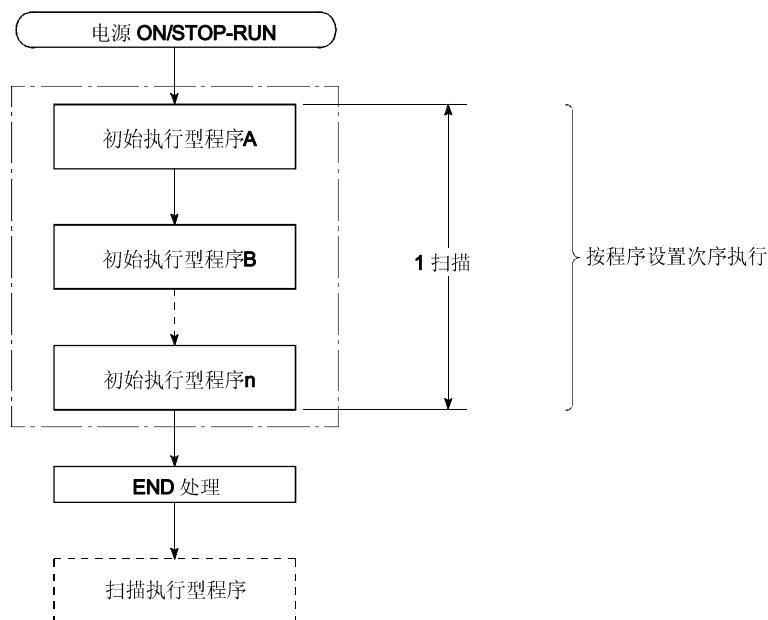 电源 ON/STOP-RUN
初始执行型程序A
初始执行型程序B
1 扫描
按程序设置次序执行
初始执行型程序n
END 处理
扫描执行型程序